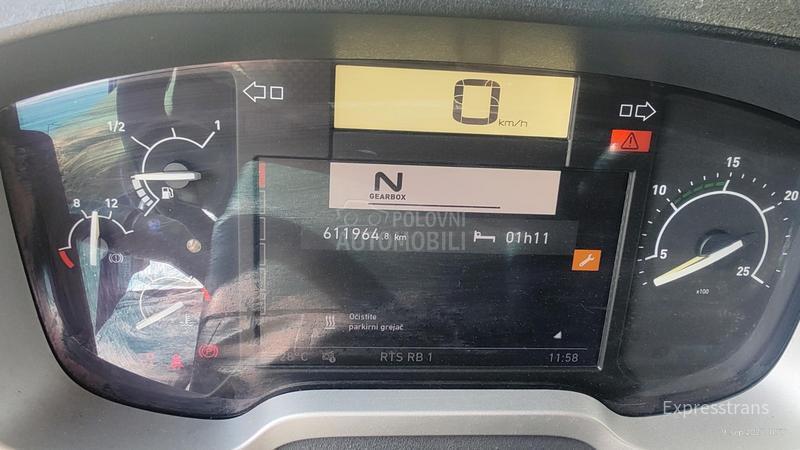 0 km/h
1/2
1
8
12
N
GEARBOX
POLOVNI
AUTOMOBILI
611964.8 km
01h11
5
10
15
20
25
x100
Očistite
parkirni grejač
28°C
RTS RB 1
11:58
Expresstrans